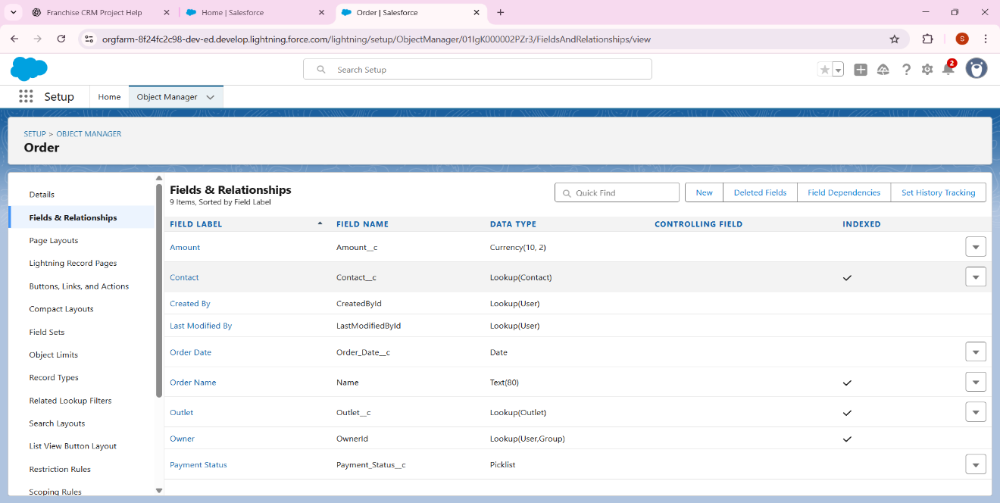 Franchise CRM Project Help
Home | Salesforce
Order | Salesforce
orgfarm-8f24fc2c98-dev-ed.develop.lightning.force.com/lightning/setup/ObjectManager/01IgK000002PZr3/FieldsAndRelationships/view
S
Search Setup
2
Setup
Home
Object Manager
SETUP > OBJECT MANAGER
Order
Details
Fields & Relationships
Page Layouts
Lightning Record Pages
Buttons, Links, and Actions
Compact Layouts
Field Sets
Object Limits
Record Types
Related Lookup Filters
Search Layouts
List View Button Layout
Restriction Rules
Scoping Rules
Fields & Relationships
9 Items, Sorted by Field Label
Quick Find
New
Deleted Fields
Field Dependencies
Set History Tracking
FIELD LABEL FIELD NAME DATA TYPE CONTROLLING FIELD INDEXED
Amount Amount__c Currency(10, 2)
Contact Contact__c Lookup(Contact)
Created By CreatedById Lookup(User)
Last Modified By LastModifiedById Lookup(User)
Order Date Order_Date__c Date
Order Name Name Text(80)
Outlet Outlet__c Lookup(Outlet)
Owner OwnerId Lookup(User,Group)
Payment Status Payment_Status__c Picklist